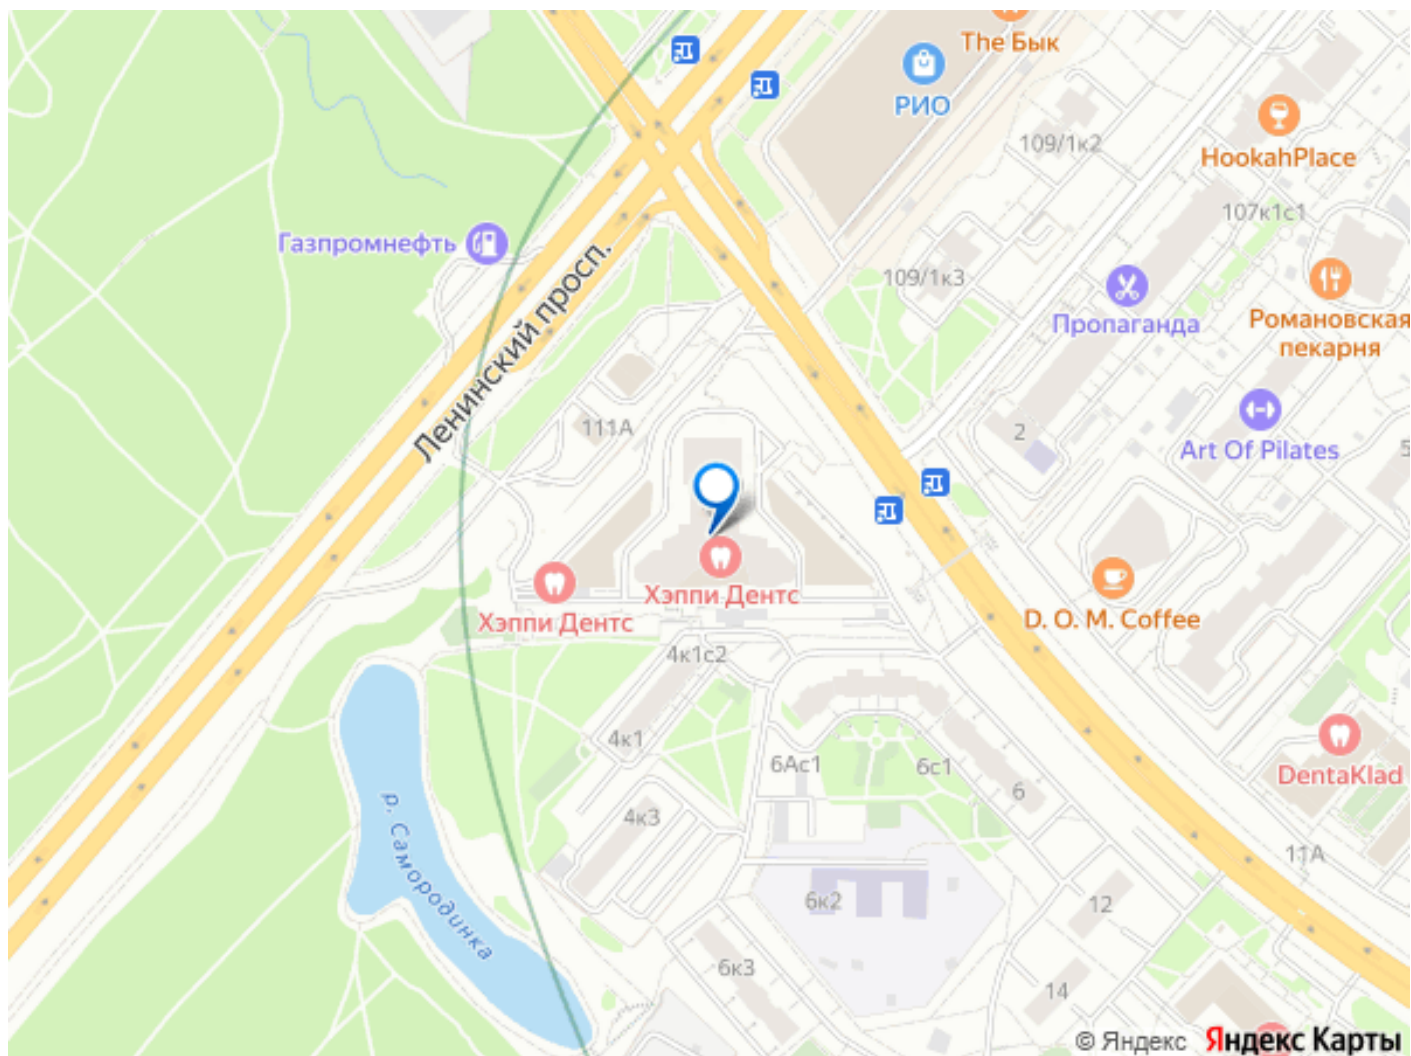 The Бык
РИО
109/1к2
HookahPlace
107к1с1
Газпромнефть
109/1к3
Пропаганда
Романовская
пекарня
Ленинский просп.
111А
2
Art Of Pilates
5
Хэппи Дентс
Хэппи Дентс
D. O. M. Coffee
4к1с2
4к1
6Ас1
6с1
6
DentaKlad
4к3
р. Самородинка
11А
6к2
12
6к3
14
© Яндекс Яндекс Карты